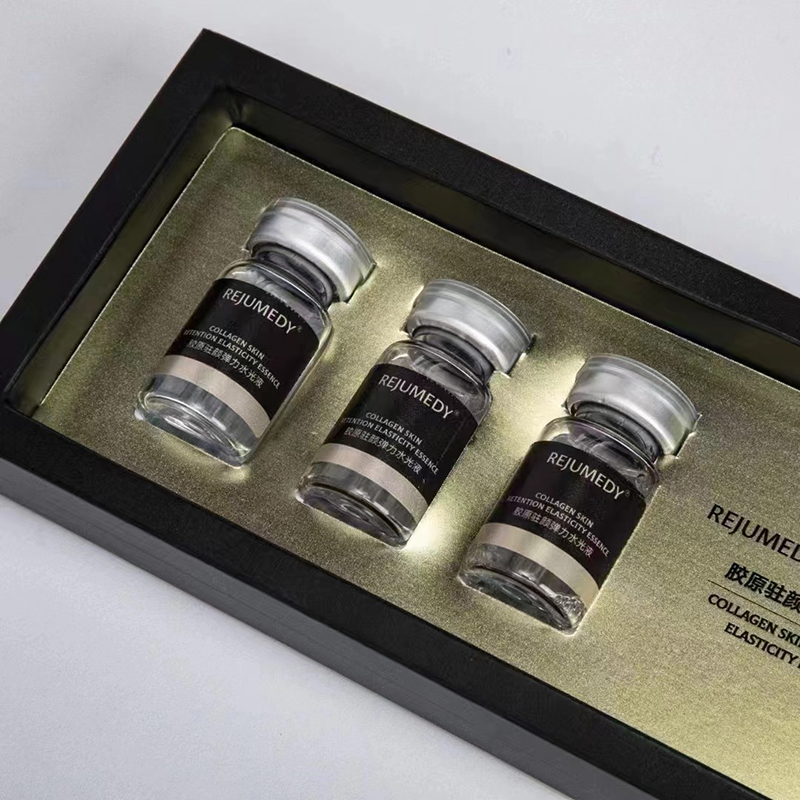 REJUMEDY®
COLLAGEN SKIN
RETENTION ELASTICITY ESSENCE
胶原驻颜弹力水光液
REJUMEDY®
COLLAGEN SKIN
RETENTION ELASTICITY ESSENCE
胶原驻颜弹力水光液
REJUMEDY®
COLLAGEN SKIN
RETENTION ELASTICITY ESSENCE
胶原驻颜弹力水光液
REJUMED
胶原驻颜
COLLAGEN SKI
ELASTICITY